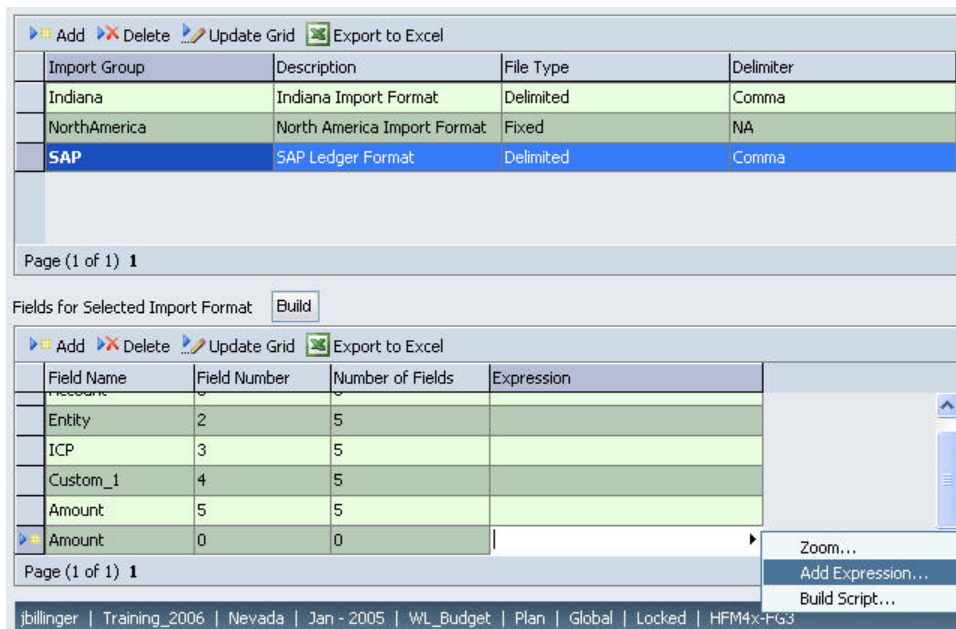 Add Delete Update Grid Export to Excel
Import Group Description File Type Delimiter
Indiana Indiana Import Format Delimited Comma
NorthAmerica North America Import Format Fixed NA
SAP SAP Ledger Format Delimited Comma
Page (1 of 1) 1
Fields for Selected Import Format Build
Add Delete Update Grid Export to Excel
Field Name Field Number Number of Fields Expression
Entity 2 5
ICP 3 5
Custom_1 4 5
Amount 5 5
Amount 0 0
Zoom...
Page (1 of 1) 1
Add Expression...
Build Script...
jbillinger | Training_2006 | Nevada | Jan - 2005 | WL_Budget | Plan | Global | Locked | HFM4x-FG3